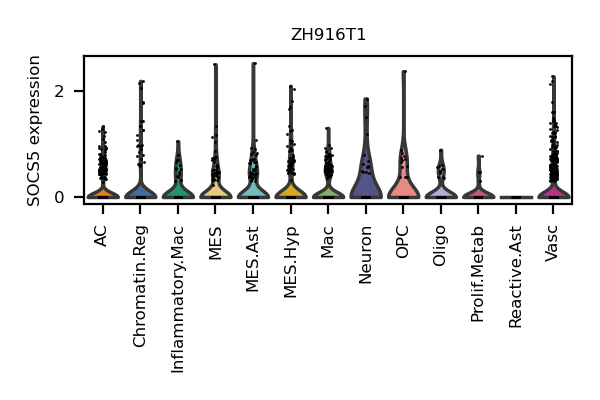 ZH916T1
SOCS5 expression
2
0
AC
Chromatin.Reg
Inflammatory.Mac
MES
MES.Ast
MES.Hyp
Mac
Neuron
OPC
Oligo
Prolif.Metab
Reactive.Ast
Vasc